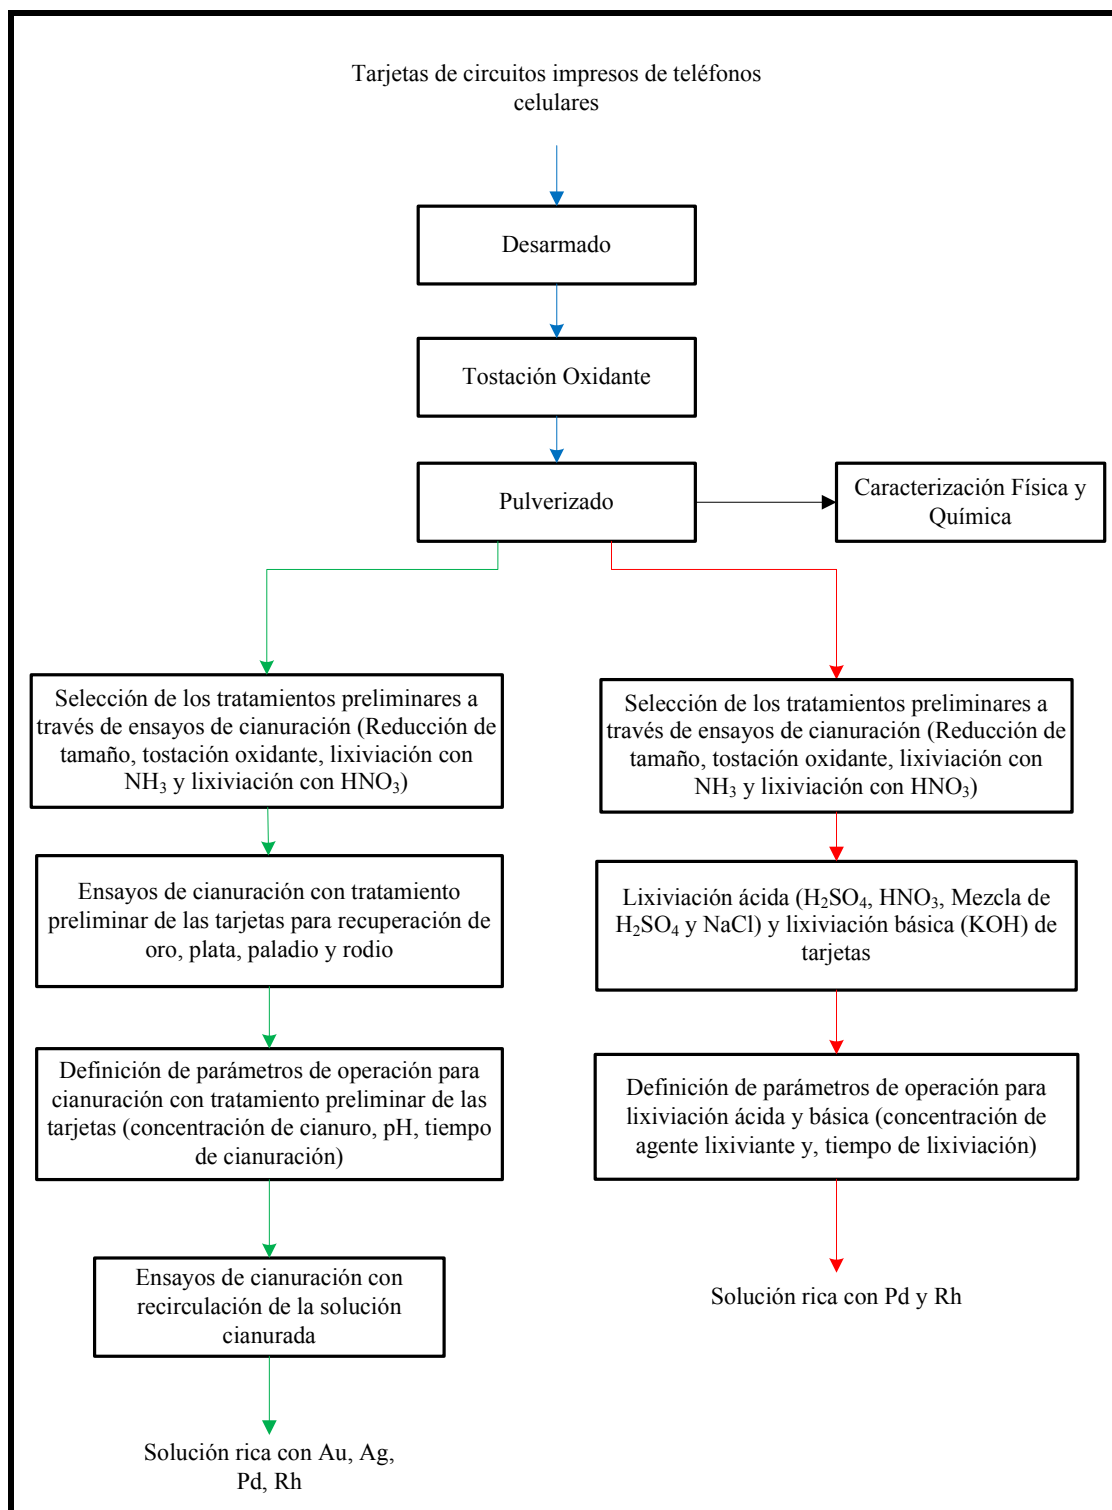 Tarjetas de circuitos impresos de teléfonos
celulares
Desarmado
Tostación Oxidante
Pulverizado
Caracterización Física y
Química
Selección de los tratamientos preliminares a
través de ensayos de cianuración (Reducción de
tamaño, tostación oxidante, lixiviación con
NH₃ y lixiviación con HNO₃)
Ensayos de cianuración con tratamiento
preliminar de las tarjetas para recuperación de
oro, plata, paladio y rodio
Definición de parámetros de operación para
cianuración con tratamiento preliminar de las
tarjetas (concentración de cianuro, pH, tiempo
de cianuración)
Ensayos de cianuración con
recirculación de la solución
cianurada
Solución rica con Au, Ag,
Pd, Rh
Selección de los tratamientos preliminares a
través de ensayos de cianuración (Reducción de
tamaño, tostación oxidante, lixiviación con
NH₃ y lixiviación con HNO₃)
Lixiviación ácida (H₂SO₄, HNO₃, Mezcla de
H₂SO₄ y NaCl) y lixiviación básica (KOH) de
tarjetas
Definición de parámetros de operación para
lixiviación ácida y básica (concentración de
agente lixiviante y, tiempo de lixiviación)
Solución rica con Pd y Rh